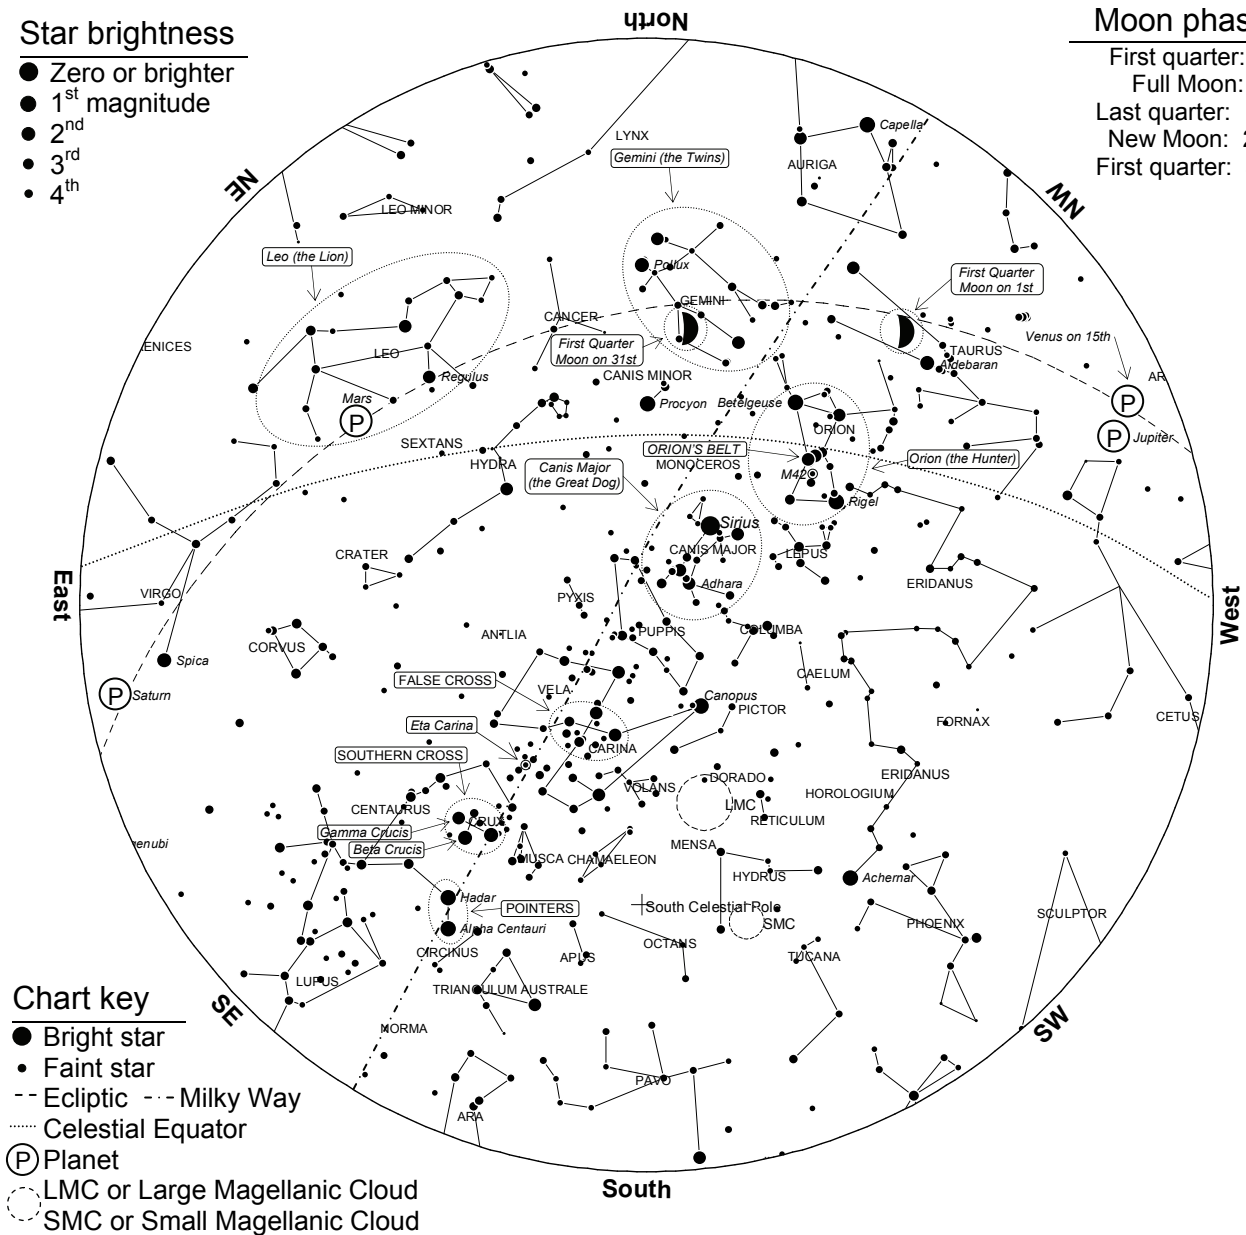 North
Star brightness
Zero or brighter
1st magnitude
2nd
3rd
4th
Moon phas
First quarter:
Full Moon:
Last quarter:
New Moon: 2
First quarter:
NE
NW
LYNX
Gemini (the Twins)
Capella
AURIGA
LEO MINOR
Leo (the Lion)
Pollux
GEMINI
First Quarter
Moon on 1st
CANCER
First Quarter
Moon on 31st
ENICES
LEO
Regulus
Mars
P
TAURUS
Aldebaran
Venus on 15th
AR
P
CANIS MINOR
Procyon
Betelgeuse
ORION
P
Jupiter
SEXTANS
HYDRA
ORION'S BELT
MONOCEROS
M42
Orion (the Hunter)
Canis Major
(the Great Dog)
Rigel
Sirius
CANIS MAJOR
LEPUS
Adhara
ERIDANUS
CRATER
East
VIRGO
PYXIS
West
ANTLIA
PUPPIS
COLUMBA
CORVUS
Spica
CAELUM
P
Saturn
FALSE CROSS
VELA
Canopus
PICTOR
CETUS
FORNAX
Eta Carina
CARINA
SOUTHERN CROSS
VOLANS
DORADO
ERIDANUS
HOROLOGIUM
LMC
RETICULUM
CENTAURUS
CRUX
Gamma Crucis
Beta Crucis
enubi
MUSCA
CHAMAELEON
MENSA
HYDRUS
Achernar
Hadar
POINTERS
South Celestial Pole
SMC
SCULPTOR
PHOENIX
Alpha Centauri
CIRCINUS
APUS
OCTANS
TUCANA
LUPUS
TRIANGULUM AUSTRALE
SE
SW
NORMA
PAVO
ARA
South
Chart key
Bright star
Faint star
Ecliptic
Milky Way
Celestial Equator
P
Planet
LMC or Large Magellanic Cloud
SMC or Small Magellanic Cloud